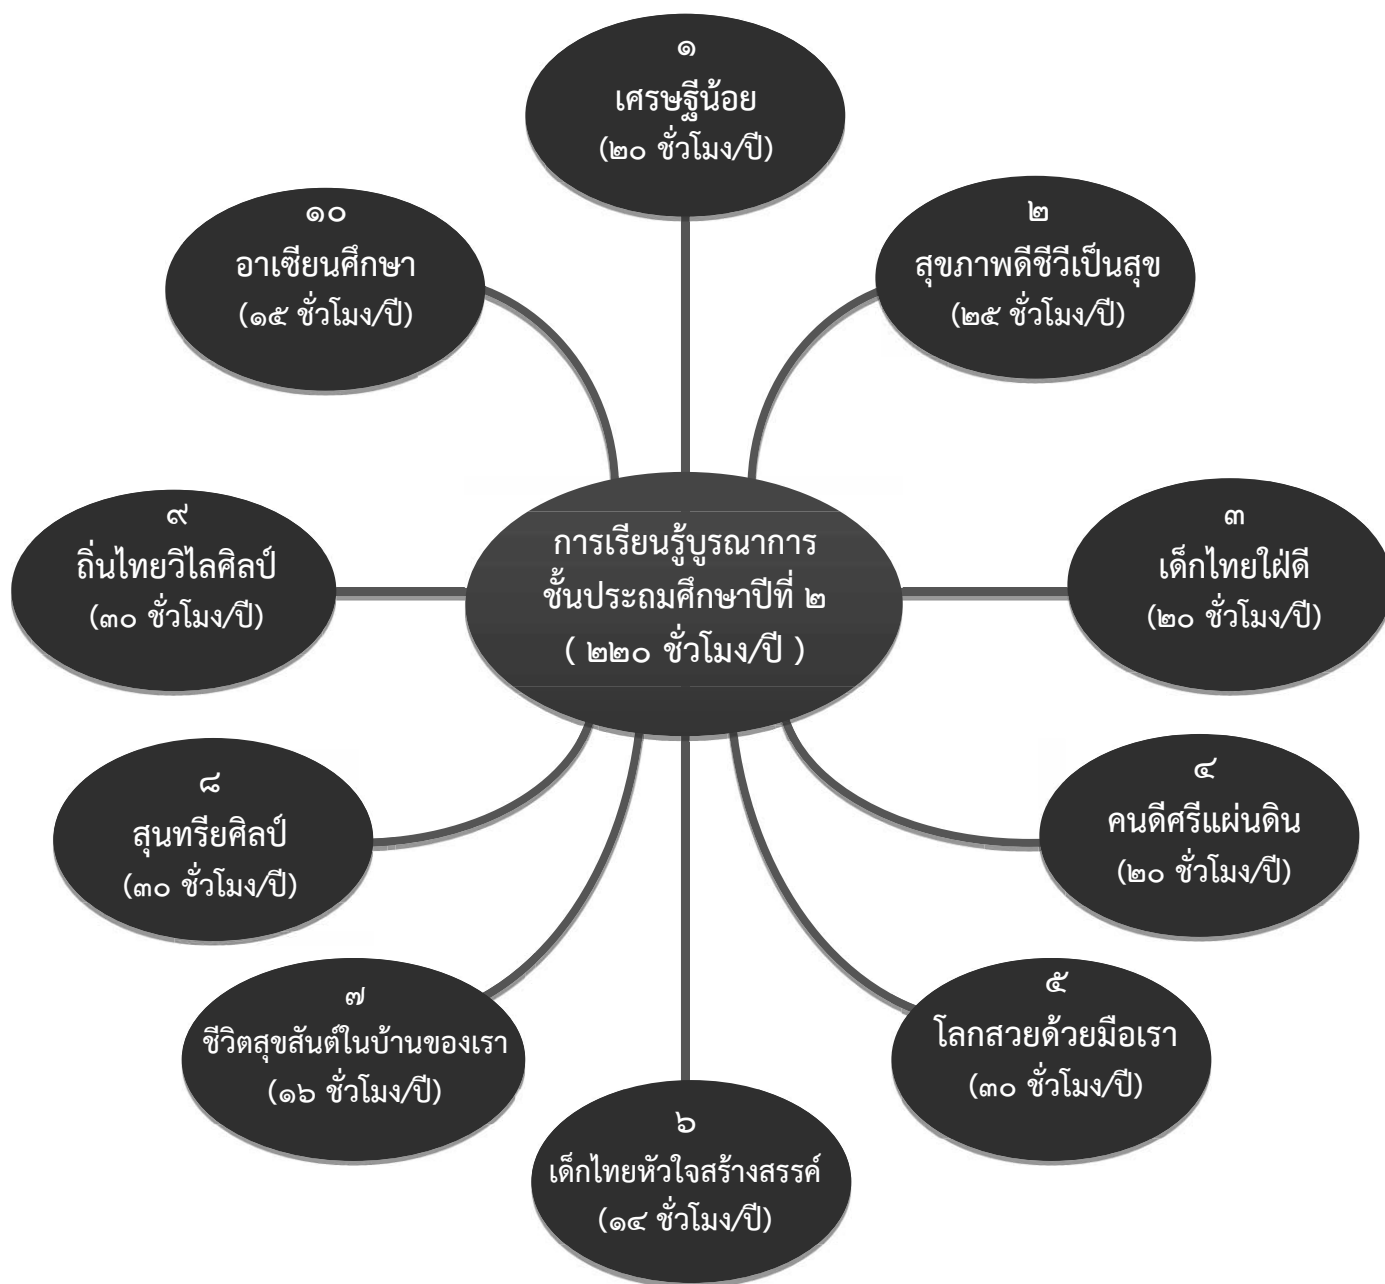 ๑
เศรษฐีน้อย
(๒๐ ชั่วโมง/ปี)
๒
สุขภาพดีชีวีเป็นสุข
(๒๕ ชั่วโมง/ปี)
๓
เด็กไทยใฝ่ดี
(๒๐ ชั่วโมง/ปี)
๔
คนดีศรีแผ่นดิน
(๒๐ ชั่วโมง/ปี)
๕
โลกสวยด้วยมือเรา
(๓๐ ชั่วโมง/ปี)
๖
เด็กไทยหัวใจสร้างสรรค์
(๑๔ ชั่วโมง/ปี)
๗
ชีวิตสุขสันต์ในบ้านของเรา
(๑๖ ชั่วโมง/ปี)
๘
สุนทรียศิลป์
(๓๐ ชั่วโมง/ปี)
๙
ถิ่นไทยวิไลศิลป์
(๓๐ ชั่วโมง/ปี)
๑๐
อาเซียนศึกษา
(๑๕ ชั่วโมง/ปี)
การเรียนรู้บูรณาการ
ชั้นประถมศึกษาปีที่ ๒
( ๒๒๐ ชั่วโมง/ปี )